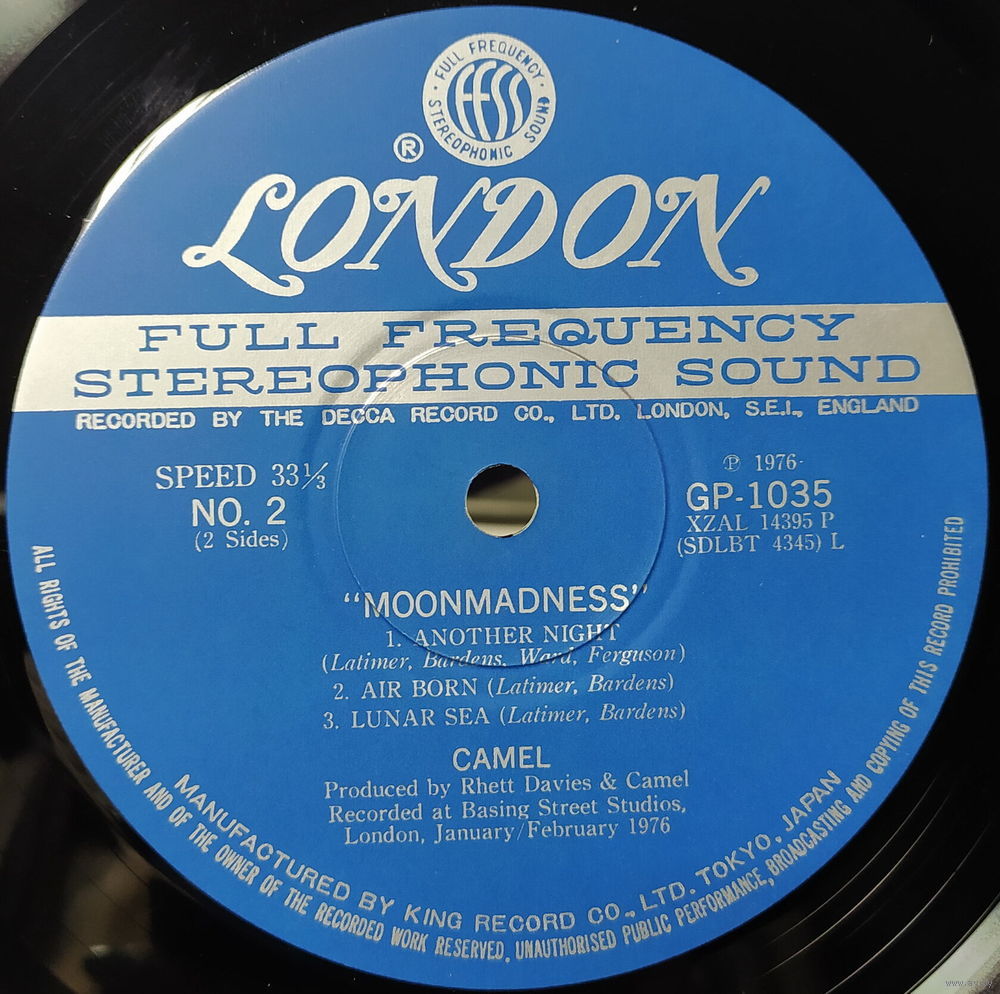 FULL FREQUENCY
FFSS
STEREOPHONIC SOUND
®
LONDON
FULL FREQUENCY
STEREOPHONIC SOUND
RECORDED BY THE DECCA RECORD CO., LTD. LONDON, S.E.I., ENGLAND
SPEED 33⅓
NO. 2
(2 Sides)
℗ 1976·
GP-1035
XZAL 14395 P
(SDLBT 4345) L
"MOONMADNESS"
1. ANOTHER NIGHT
(Latimer, Bardens, Ward, Ferguson)
2. AIR BORN (Latimer, Bardens)
3. LUNAR SEA (Latimer, Bardens)
CAMEL
Produced by Rhett Davies & Camel
Recorded at Basing Street Studios,
London, January/February 1976
MANUFACTURED BY KING RECORD CO., LTD. TOKYO. JAPAN
ALL RIGHTS OF THE MANUFACTURER AND OF THE OWNER OF THE RECORDED WORK RESERVED. UNAUTHORISED PUBLIC PERFORMANCE, BROADCASTING AND COPYING OF THIS RECORD PROHIBITED